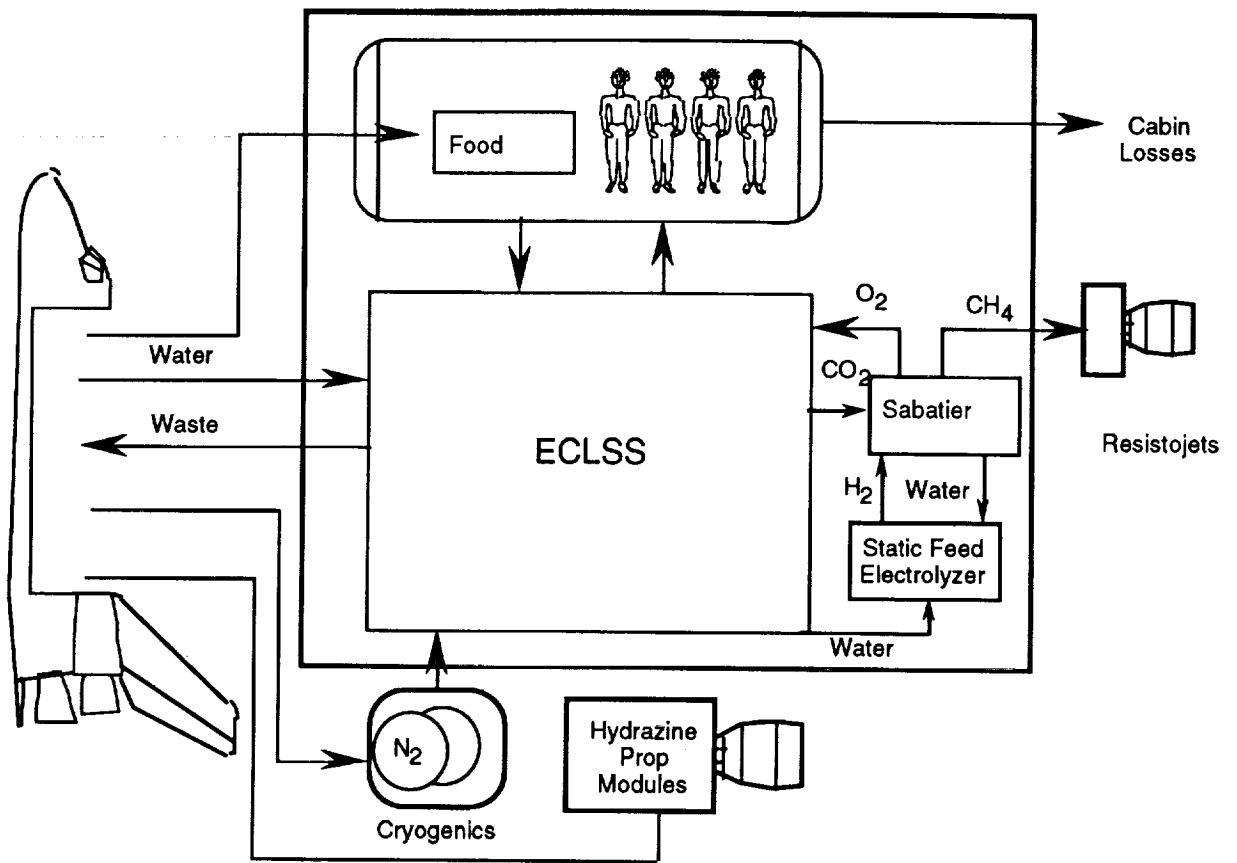 Food
Cabin
Losses
O2
CH4
Water
CO2
Sabatier
Waste
ECLSS
Resistojets
H2
Water
Static Feed
Electrolyzer
Water
N2
Hydrazine
Prop
Modules
Cryogenics